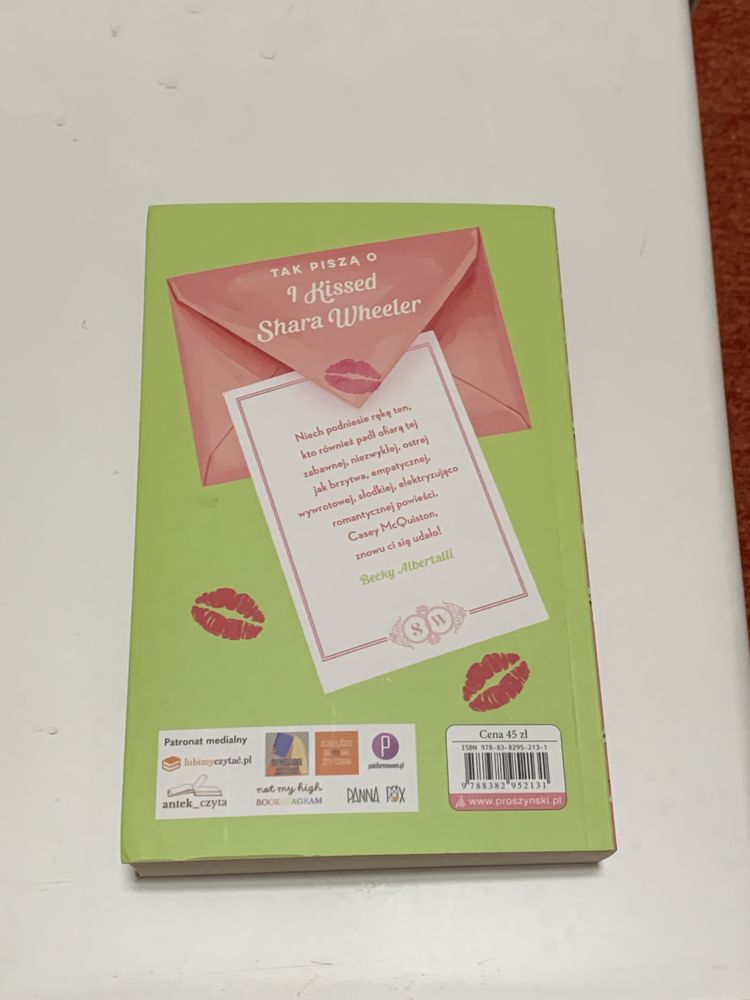 TAK PISZĄ O
I Kissed
Shara Wheeler
Niech podniesie rękę ten,
kto również padł ofiarą tej
zabawnej, niezwykłej, ostrej
jak brzytwa, empatycznej,
wywrotowej, słodkiej, elektryzująco
romantycznej powieści.
Casey McQuiston,
znowu ci się udało!
Becky Albertalli
S W
Patronat medialny
lubimyczytać.pl
P
poinformowani.pl
antek_czyta
not my high
BOOKSTAGRAM
PANNA FOX
Cena 45 zł
ISBN 978-83-8295-213-1
9 788382 952131
www.proszynski.pl